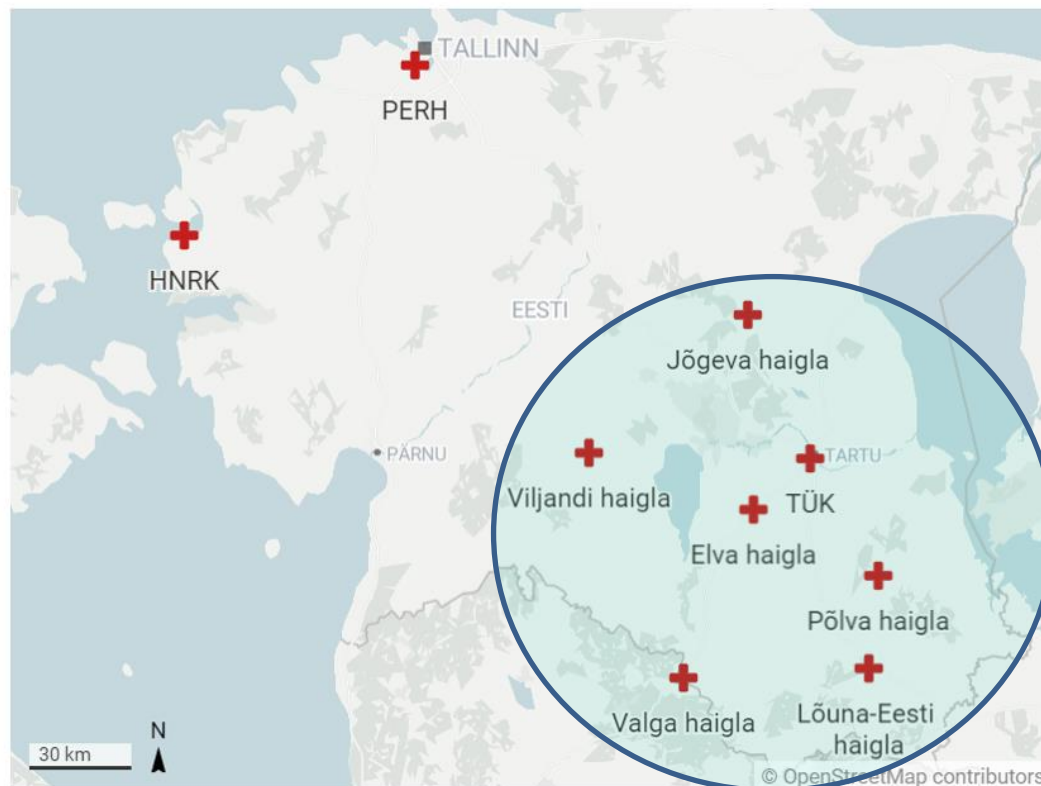 TALLINN
PERH
HNRK
EESTI
Jõgeva haigla
PÄRNU
TARTU
Viljandi haigla
TÜK
Elva haigla
Põlva haigla
Valga haigla
Lõuna-Eesti
haigla
N
30 km
© OpenStreetMap contributors